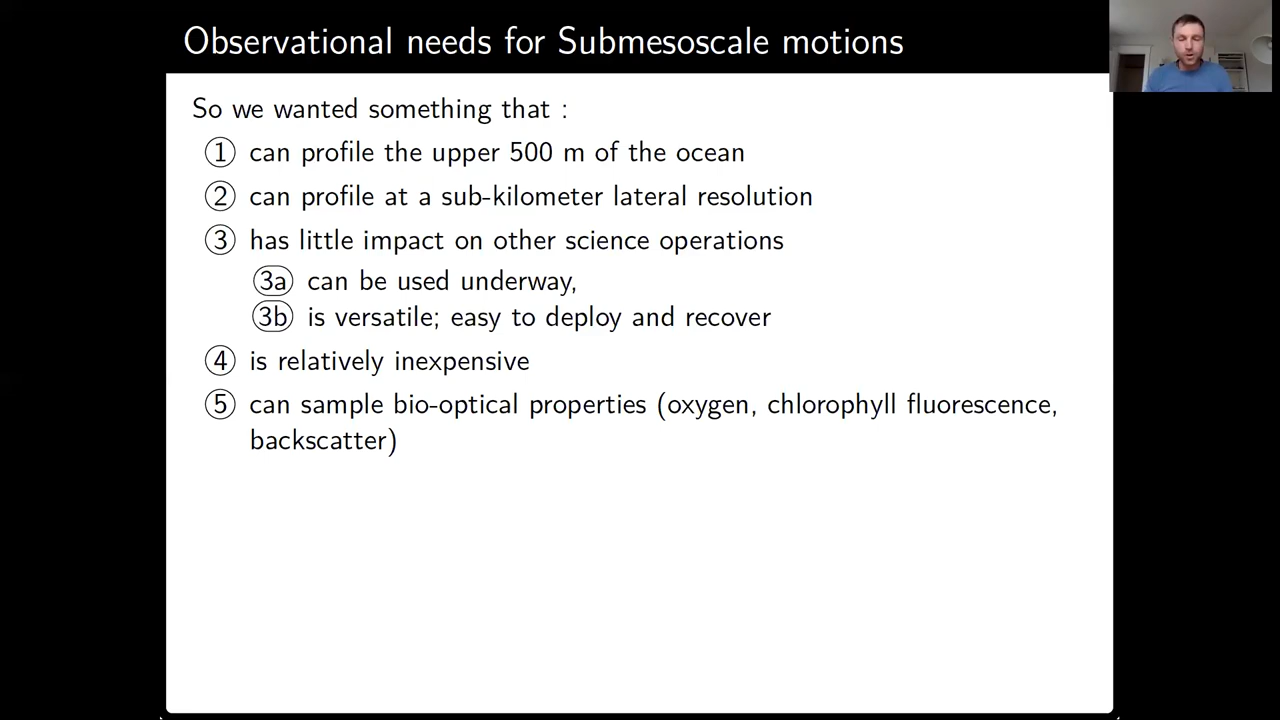 Observational needs for Submesoscale motions
So we wanted something that :
1 can profile the upper 500 m of the ocean
2 can profile at a sub-kilometer lateral resolution
3 has little impact on other science operations
3a can be used underway,
3b is versatile; easy to deploy and recover
4 is relatively inexpensive
5 can sample bio-optical properties (oxygen, chlorophyll fluorescence,
backscatter)